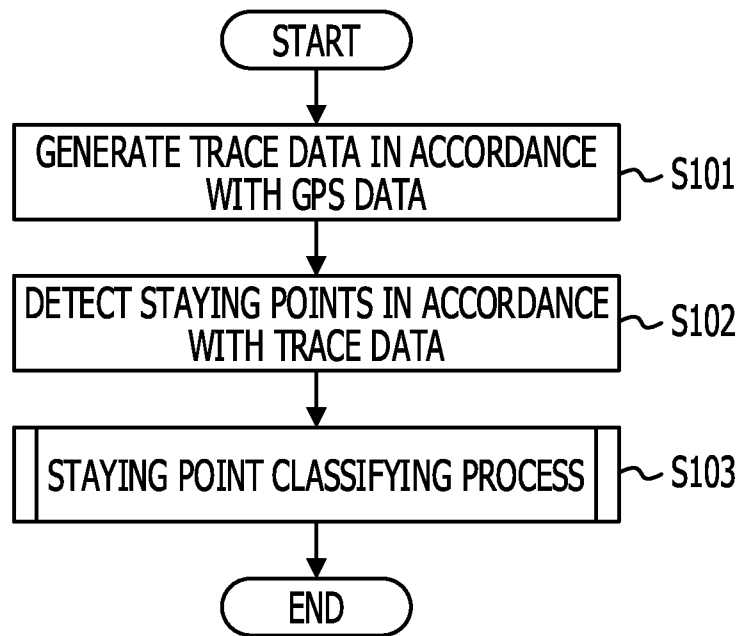 START
GENERATE TRACE DATA IN ACCORDANCE
WITH GPS DATA
S101
DETECT STAYING POINTS IN ACCORDANCE
WITH TRACE DATA
S102
STAYING POINT CLASSIFYING PROCESS
S103
END